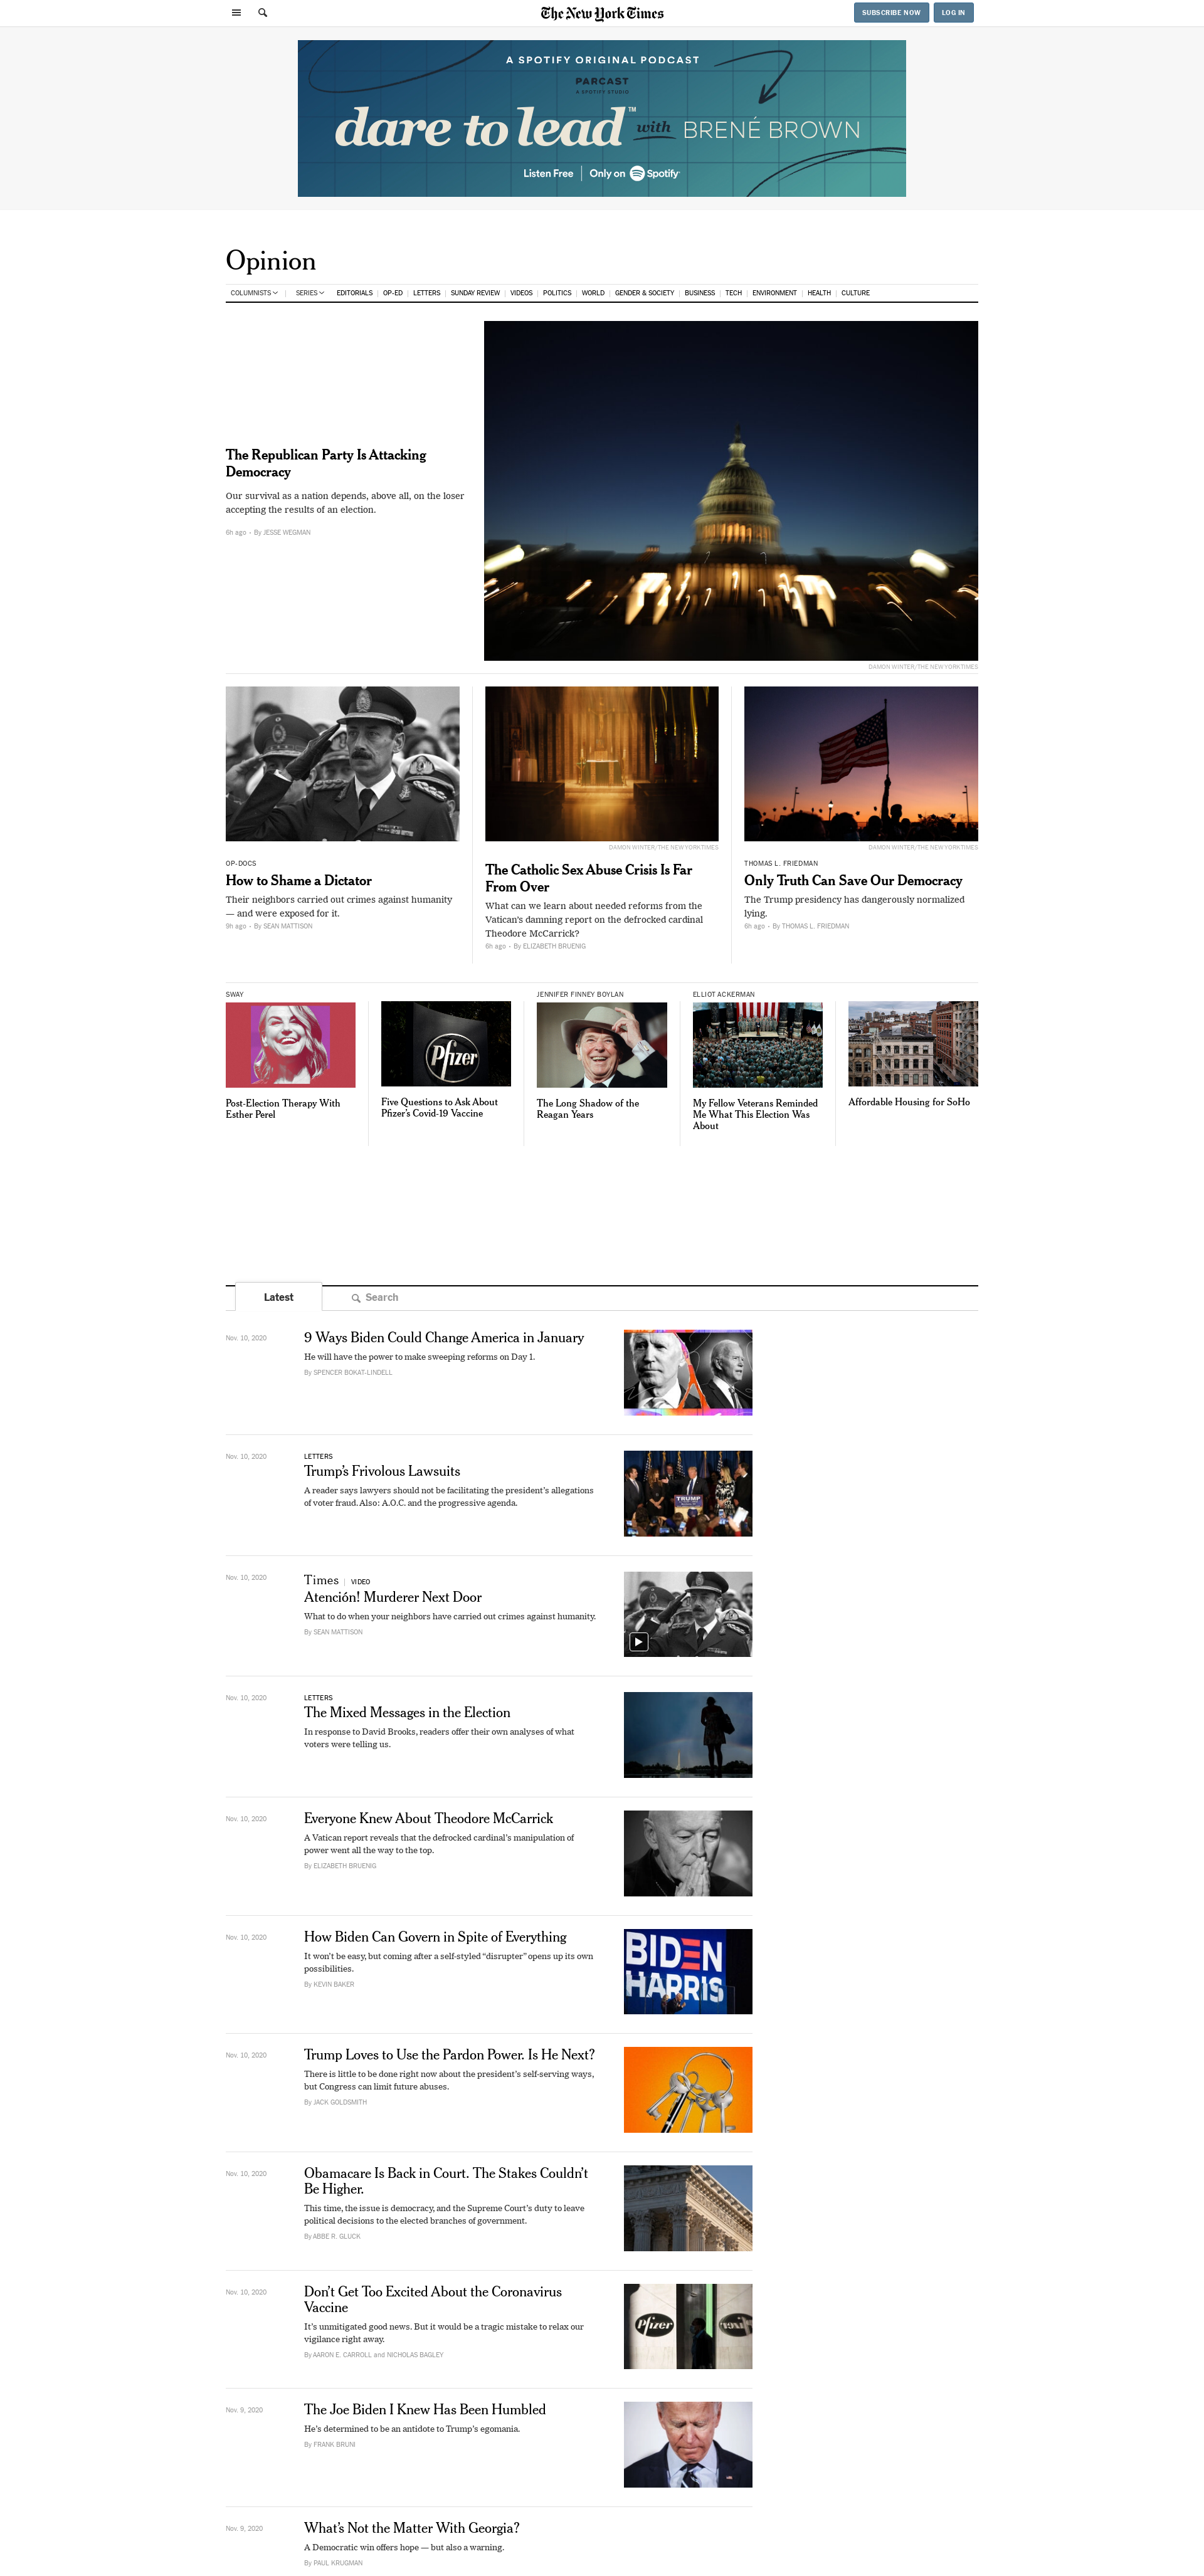 The New York Times
SUBSCRIBE NOW
LOG IN
A SPOTIFY ORIGINAL PODCAST
PARCAST
A SPOTIFY STUDIO
dare to lead™ with BRENÉ BROWN
Listen Free | Only on Spotify
Opinion
COLUMNISTS | SERIES EDITORIALS | OP-ED | LETTERS | SUNDAY REVIEW | VIDEOS | POLITICS | WORLD | GENDER & SOCIETY | BUSINESS | TECH | ENVIRONMENT | HEALTH | CULTURE
The Republican Party Is Attacking
Democracy
Our survival as a nation depends, above all, on the loser
accepting the results of an election.
6h ago • By JESSE WEGMAN
DAMON WINTER/THE NEW YORK TIMES
OP-DOCS
How to Shame a Dictator
Their neighbors carried out crimes against humanity
— and were exposed for it.
9h ago • By SEAN MATTISON
DAMON WINTER/THE NEW YORK TIMES
The Catholic Sex Abuse Crisis Is Far
From Over
What can we learn about needed reforms from the
Vatican's damning report on the defrocked cardinal
Theodore McCarrick?
6h ago • By ELIZABETH BRUENIG
DAMON WINTER/THE NEW YORK TIMES
THOMAS L. FRIEDMAN
Only Truth Can Save Our Democracy
The Trump presidency has dangerously normalized
lying.
6h ago • By THOMAS L. FRIEDMAN
SWAY
Post-Election Therapy With
Esther Perel
Pfizer
Five Questions to Ask About
Pfizer's Covid-19 Vaccine
JENNIFER FINNEY BOYLAN
The Long Shadow of the
Reagan Years
ELLIOT ACKERMAN
My Fellow Veterans Reminded
Me What This Election Was
About
Affordable Housing for SoHo
Latest
Search
Nov. 10, 2020
9 Ways Biden Could Change America in January
He will have the power to make sweeping reforms on Day 1.
By SPENCER BOKAT-LINDELL
Nov. 10, 2020
LETTERS
Trump's Frivolous Lawsuits
A reader says lawyers should not be facilitating the president's allegations
of voter fraud. Also: A.O.C. and the progressive agenda.
TRUMP
Nov. 10, 2020
Times | VIDEO
Atención! Murderer Next Door
What to do when your neighbors have carried out crimes against humanity.
By SEAN MATTISON
Nov. 10, 2020
LETTERS
The Mixed Messages in the Election
In response to David Brooks, readers offer their own analyses of what
voters were telling us.
Nov. 10, 2020
Everyone Knew About Theodore McCarrick
A Vatican report reveals that the defrocked cardinal's manipulation of
power went all the way to the top.
By ELIZABETH BRUENIG
Nov. 10, 2020
How Biden Can Govern in Spite of Everything
It won't be easy, but coming after a self-styled “disrupter” opens up its own
possibilities.
By KEVIN BAKER
BIDEN
HARRIS
Nov. 10, 2020
Trump Loves to Use the Pardon Power. Is He Next?
There is little to be done right now about the president's self-serving ways,
but Congress can limit future abuses.
By JACK GOLDSMITH
Nov. 10, 2020
Obamacare Is Back in Court. The Stakes Couldn't
Be Higher.
This time, the issue is democracy, and the Supreme Court's duty to leave
political decisions to the elected branches of government.
By ABBE R. GLUCK
Nov. 10, 2020
Don't Get Too Excited About the Coronavirus
Vaccine
It's unmitigated good news. But it would be a tragic mistake to relax our
vigilance right away.
By AARON E. CARROLL and NICHOLAS BAGLEY
Pfizer
Nov. 9, 2020
The Joe Biden I Knew Has Been Humbled
He's determined to be an antidote to Trump's egomania.
By FRANK BRUNI
Nov. 9, 2020
What's Not the Matter With Georgia?
A Democratic win offers hope — but also a warning.
By PAUL KRUGMAN